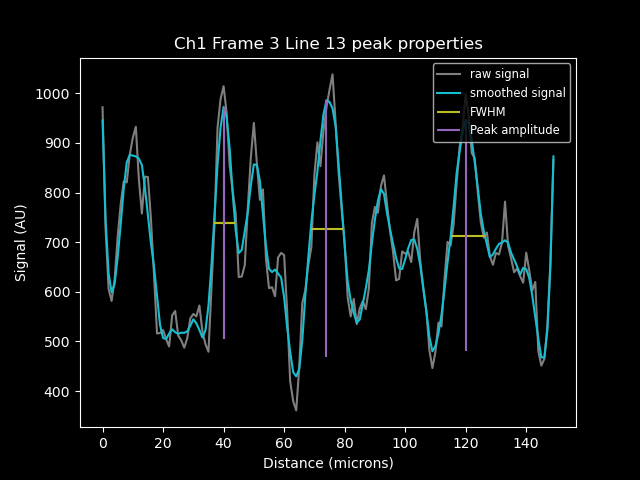 Ch1 Frame 3 Line 13 peak properties
raw signal
smoothed signal
FWHM
Peak amplitude
Signal (AU)
1000
900
800
700
600
500
400
0 20 40 60 80 100 120 140
Distance (microns)